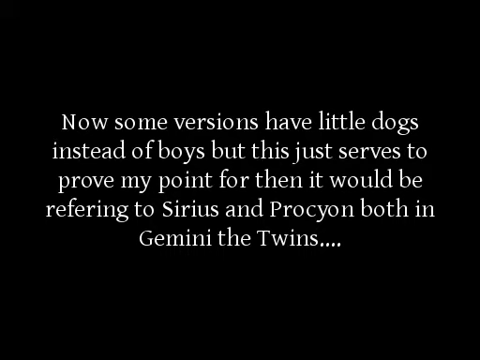 Now some versions have little dogs
instead of boys but this just serves to
prove my point for then it would be
refering to Sirius and Procyon both in
Gemini the Twins....